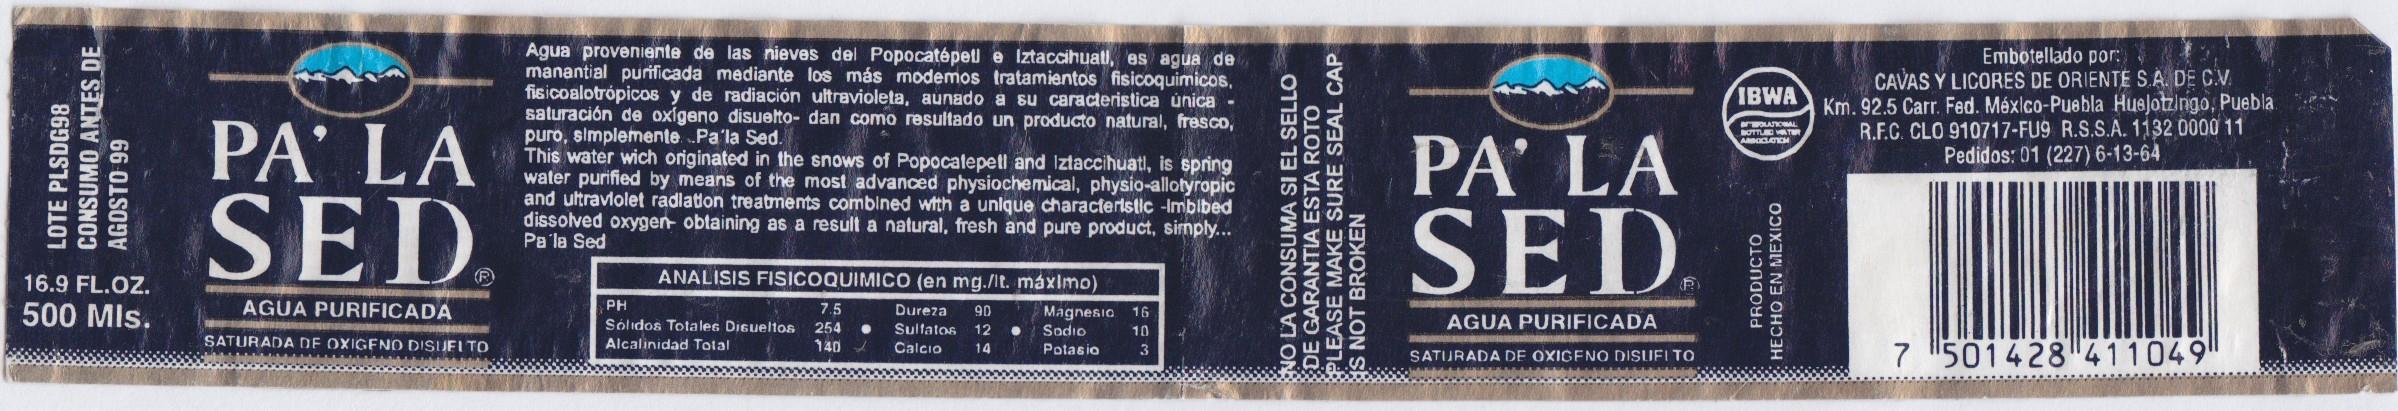 LOTE PLSDG98
CONSUMO ANTES DE
AGOSTO 99
16.9 FL.OZ.
500 Mls.
PA' LA
SED®
AGUA PURIFICADA
SATURADA DE OXIGENO DISUELTO
Agua proveniente de las nieves del Popocatépetl e Iztaccihuatl, es agua de
manantial purificada mediante los más modernos tratamientos fisicoquimicos,
fisicoalotrópicos y de radiación ultravioleta, aunado a su caracteristica única -
saturación de oxígeno disuelto- dan como resultado un producto natural, fresco,
puro, simplemente...Pa´la Sed.
This water wich originated in the snows of Popocatepetl and Iztaccihuatl, is spring
water purified by means of the most advanced physiochemical, physio-allotyropic
and ultraviolet radiation treatments combined with a unique characteristic -Imbibed
dissolved oxygen- obtaining as a result a natural, fresh and pure product, simply...
Pa´la Sed
ANALISIS FISICOQUIMICO (en mg./lt. máximo)
PH 7.5 Dureza 90 Magnesio 16
Sólidos Totales Disueltos 254 • Sulfatos 12 • Sodio 10
Alcalinidad Total 140 Calcio 14 Potasio 3
NO LA CONSUMA SI EL SELLO
DE GARANTIA ESTA ROTO
PLEASE MAKE SURE SEAL CAP
IS NOT BROKEN
PA' LA
SED®
AGUA PURIFICADA
SATURADA DE OXIGENO DISUELTO
IBWA
INTERNATIONAL
BOTTLED WATER
ASSOCIATION
PRODUCTO
HECHO EN MEXICO
Embotellado por:
CAVAS Y LICORES DE ORIENTE S.A. DE C.V.
Km. 92.5 Carr. Fed. México-Puebla Huejotzingo, Puebla
R.F.C. CLO 910717-FU9 R.S.S.A. 1132 0000 11
Pedidos: 01 (227) 6-13-64
7 501428 411049